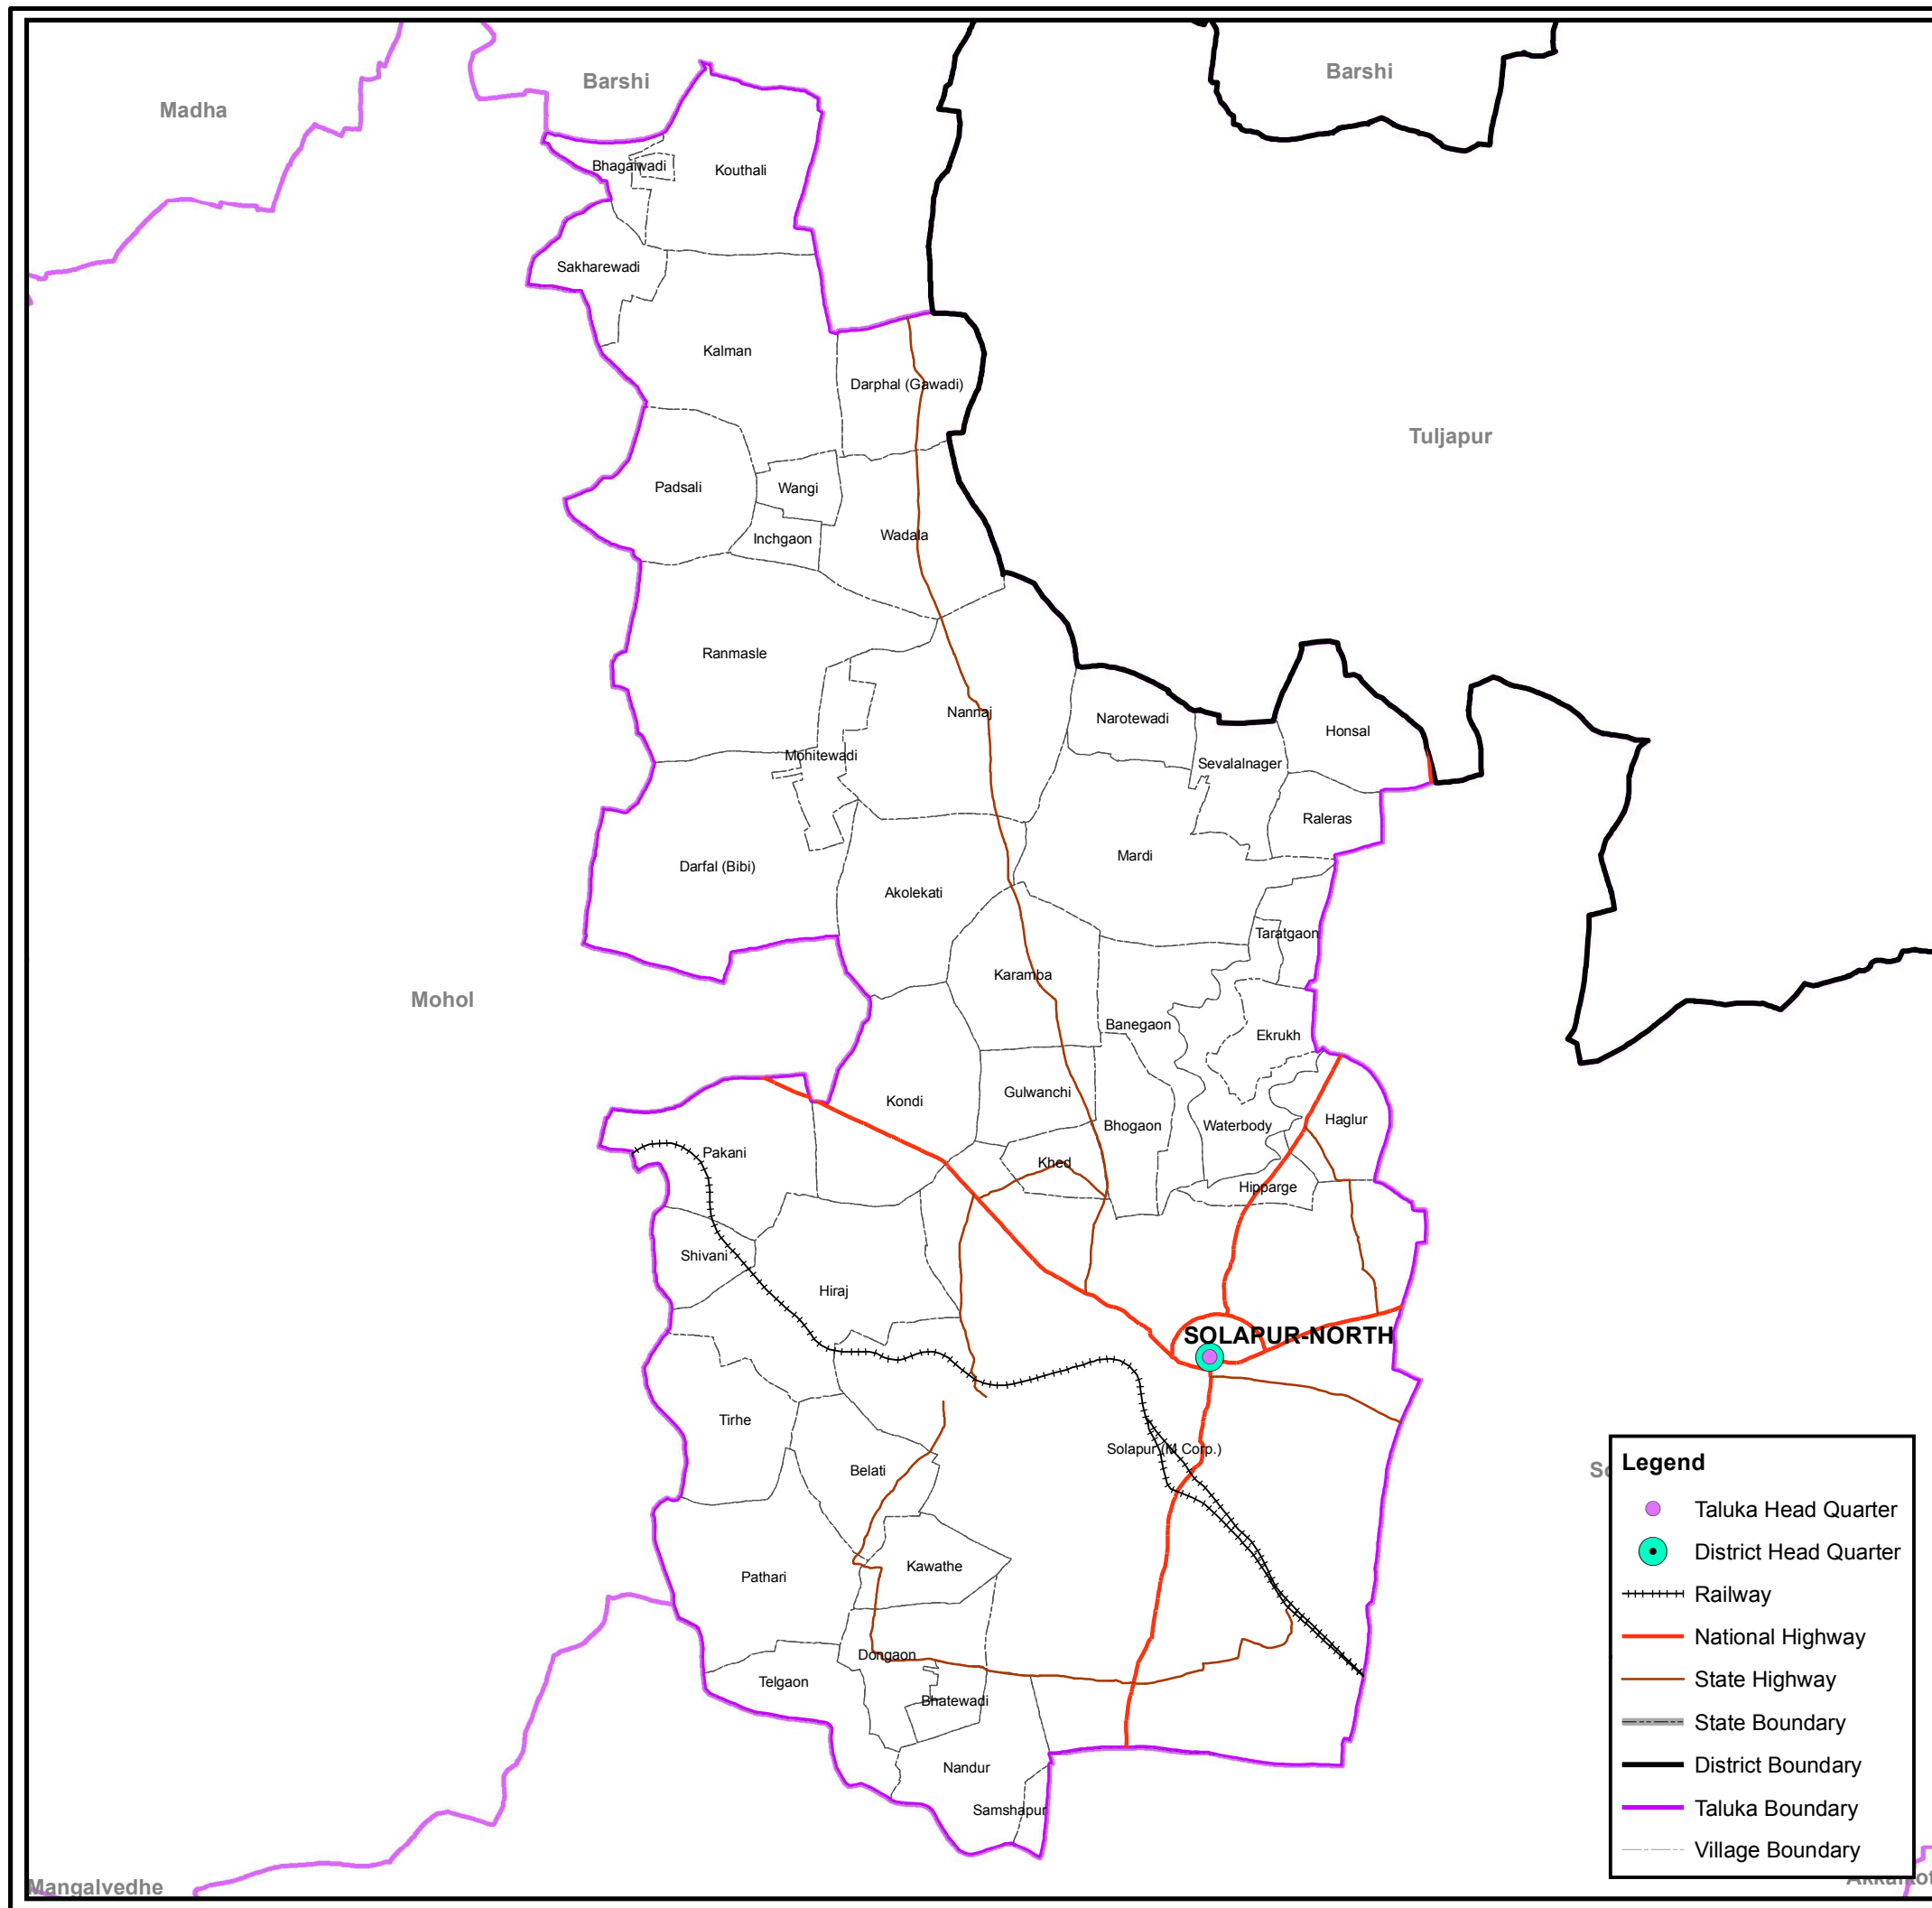 Barshi
Barshi
Madha
Bhagaiwadi
Kouthali
Sakharewadi
Kalman
Darphal (Gawadi)
Tuljapur
Padsali
Wangi
Wadala
Inchgaon
Ranmasle
Nannaj
Narotewadi
Honsal
Mohitewadi
Sevalalnager
Raleras
Mardi
Darfal (Bibi)
Akolekati
Taratgaon
Karamba
Mohol
Banegaon
Ekrukh
Gulwanchi
Kondi
Haglur
Bhogaon
Waterbody
Pakani
Khed
Hipparge
Shivani
Hiraj
SOLAPUR-NORTH
Tirhe
Solapur (M Corp.)
Belati
Kawathe
Pathari
Dongaon
Telgaon
Bhatewadi
Nandur
Samshapur
Mangalvedhe
Legend
Taluka Head Quarter
District Head Quarter
Railway
National Highway
State Highway
State Boundary
District Boundary
Taluka Boundary
Village Boundary